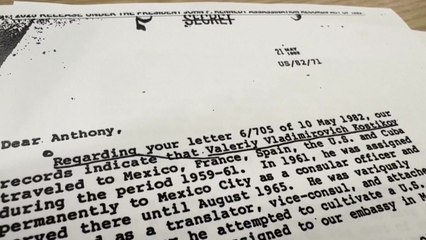 2025 RELEASE UNDER THE PRESIDENT JOHN F. KENNEDY ASSASSINATION RECORDS ACT OF 1992
SECRET
21 MAY
US/82/71
Dear Anthony,
Regarding your letter 6/705 of 10 May 1982, our
records indicate that Valeriy Vladimirovich Kostikov
traveled to Mexico, France, Spain, the U.S. and Cuba
during the period 1959-61. In 1961, he was assigned
permanently to Mexico City as a consular officer and
served there until August 1965. He was variously
as a translator, vice-consul, and attache
he attempted to cultivate a U.S.
signed to our embassy in M